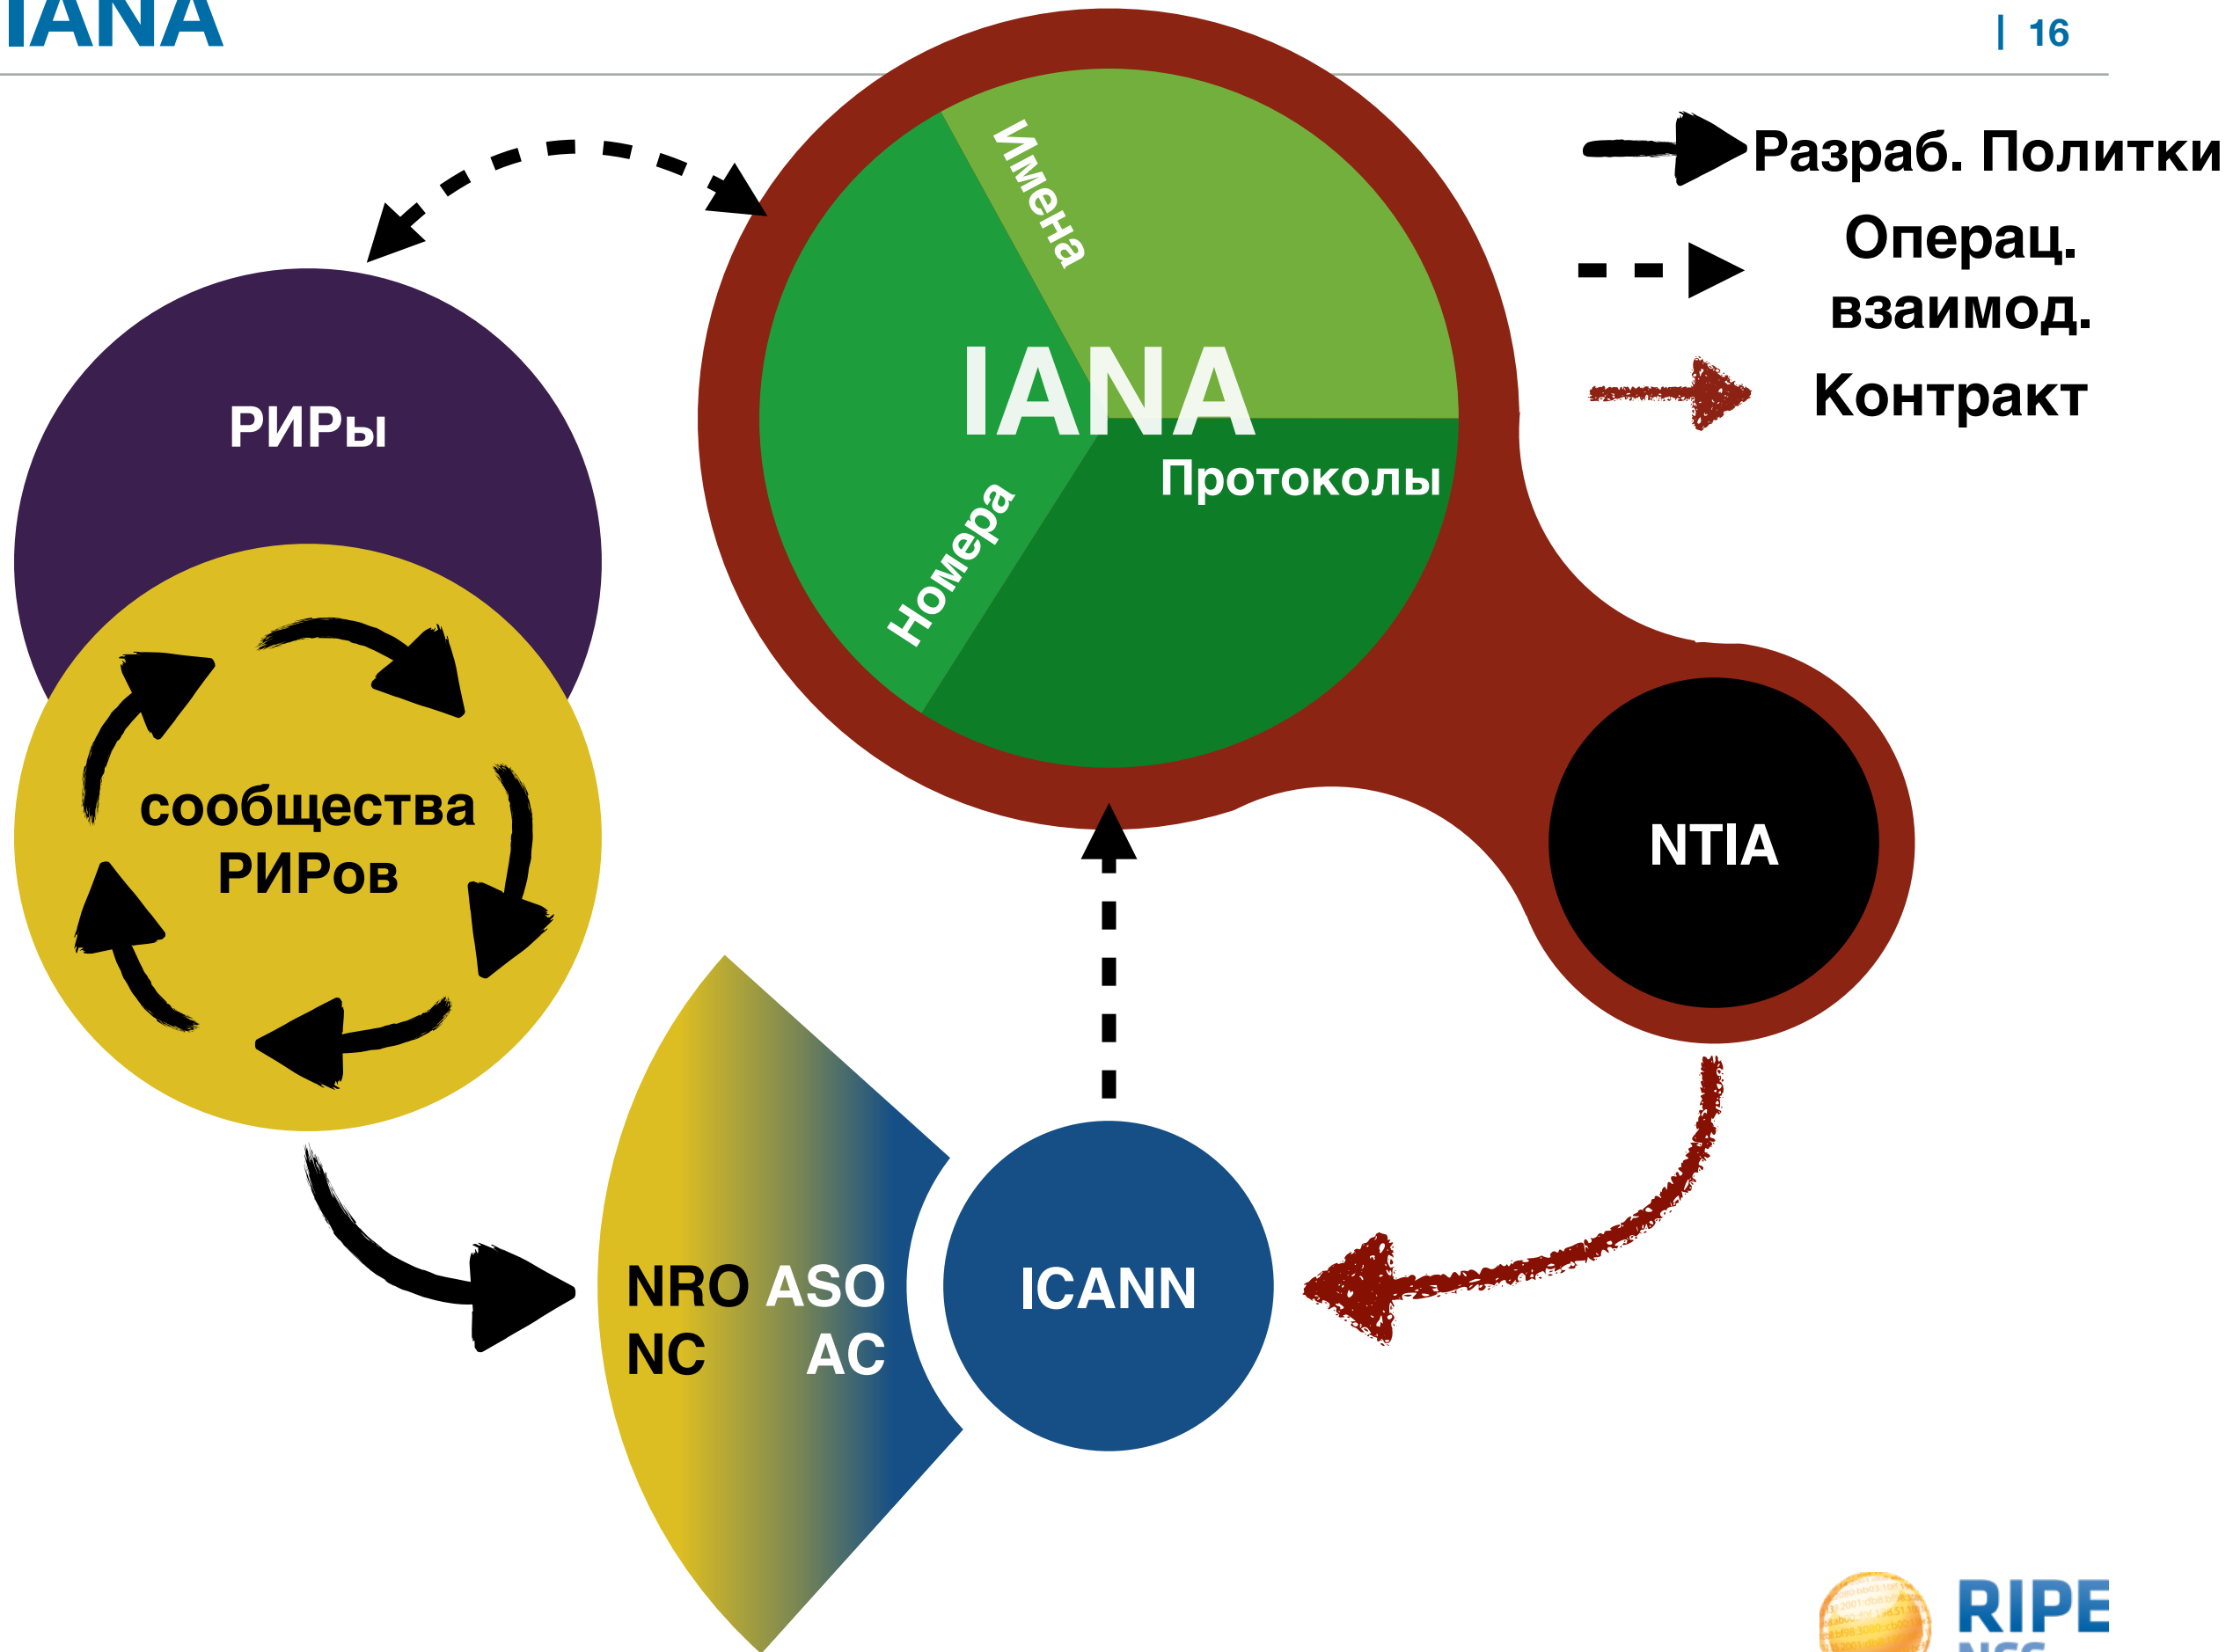 IANA
| 16
Имена
IANA
Протоколы
Номера
Разраб. Политки
Операц.
взаимод.
Контракт
РИРы
сообщества
РИРов
NTIA
NRO ASO
NC AC
ICANN
RIPE
NCC